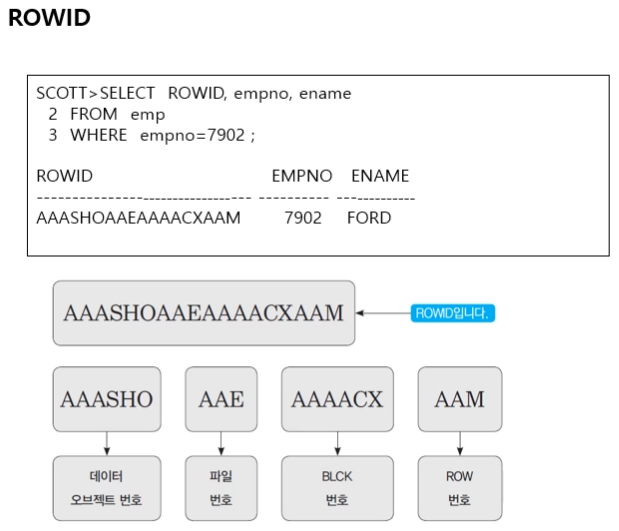 ROWID
SCOTT>SELECT ROWID, empno, ename
2 FROM emp
3 WHERE empno=7902 ;
ROWID EMPNO ENAME
------------------------------------ ---------- -------------
AAASHOAAEAAAACXAAM 7902 FORD
AAASHOAAEAAAACXAAM
ROWID입니다.
AAASHO AAE AAAACX AAM
데이터 파일 BLCK ROW
오브젝트 번호 번호 번호 번호